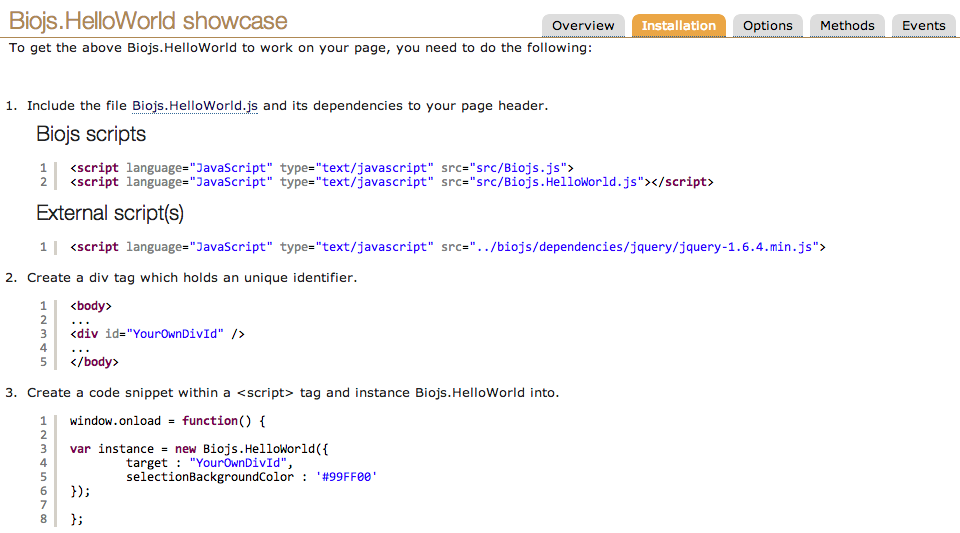 Biojs.HelloWorld showcase
Overview
Installation
Options
Methods
Events
To get the above Biojs.HelloWorld to work on your page, you need to do the following:
1. Include the file Biojs.HelloWorld.js and its dependencies to your page header.
Biojs scripts
1 <script language="JavaScript" type="text/javascript" src="src/Biojs.js">
2 <script language="JavaScript" type="text/javascript" src="src/Biojs.HelloWorld.js"></script>
External script(s)
1 <script language="JavaScript" type="text/javascript" src="../biojs/dependencies/jquery/jquery-1.6.4.min.js">
2. Create a div tag which holds an unique identifier.
1 <body>
2 ...
3 <div id="YourOwnDivId" />
4 ...
5 </body>
3. Create a code snippet within a <script> tag and instance Biojs.HelloWorld into.
1 window.onload = function() {
2
3 var instance = new Biojs.HelloWorld({
4 target : "YourOwnDivId",
5 selectionBackgroundColor : '#99FF00'
6 });
7
8 };